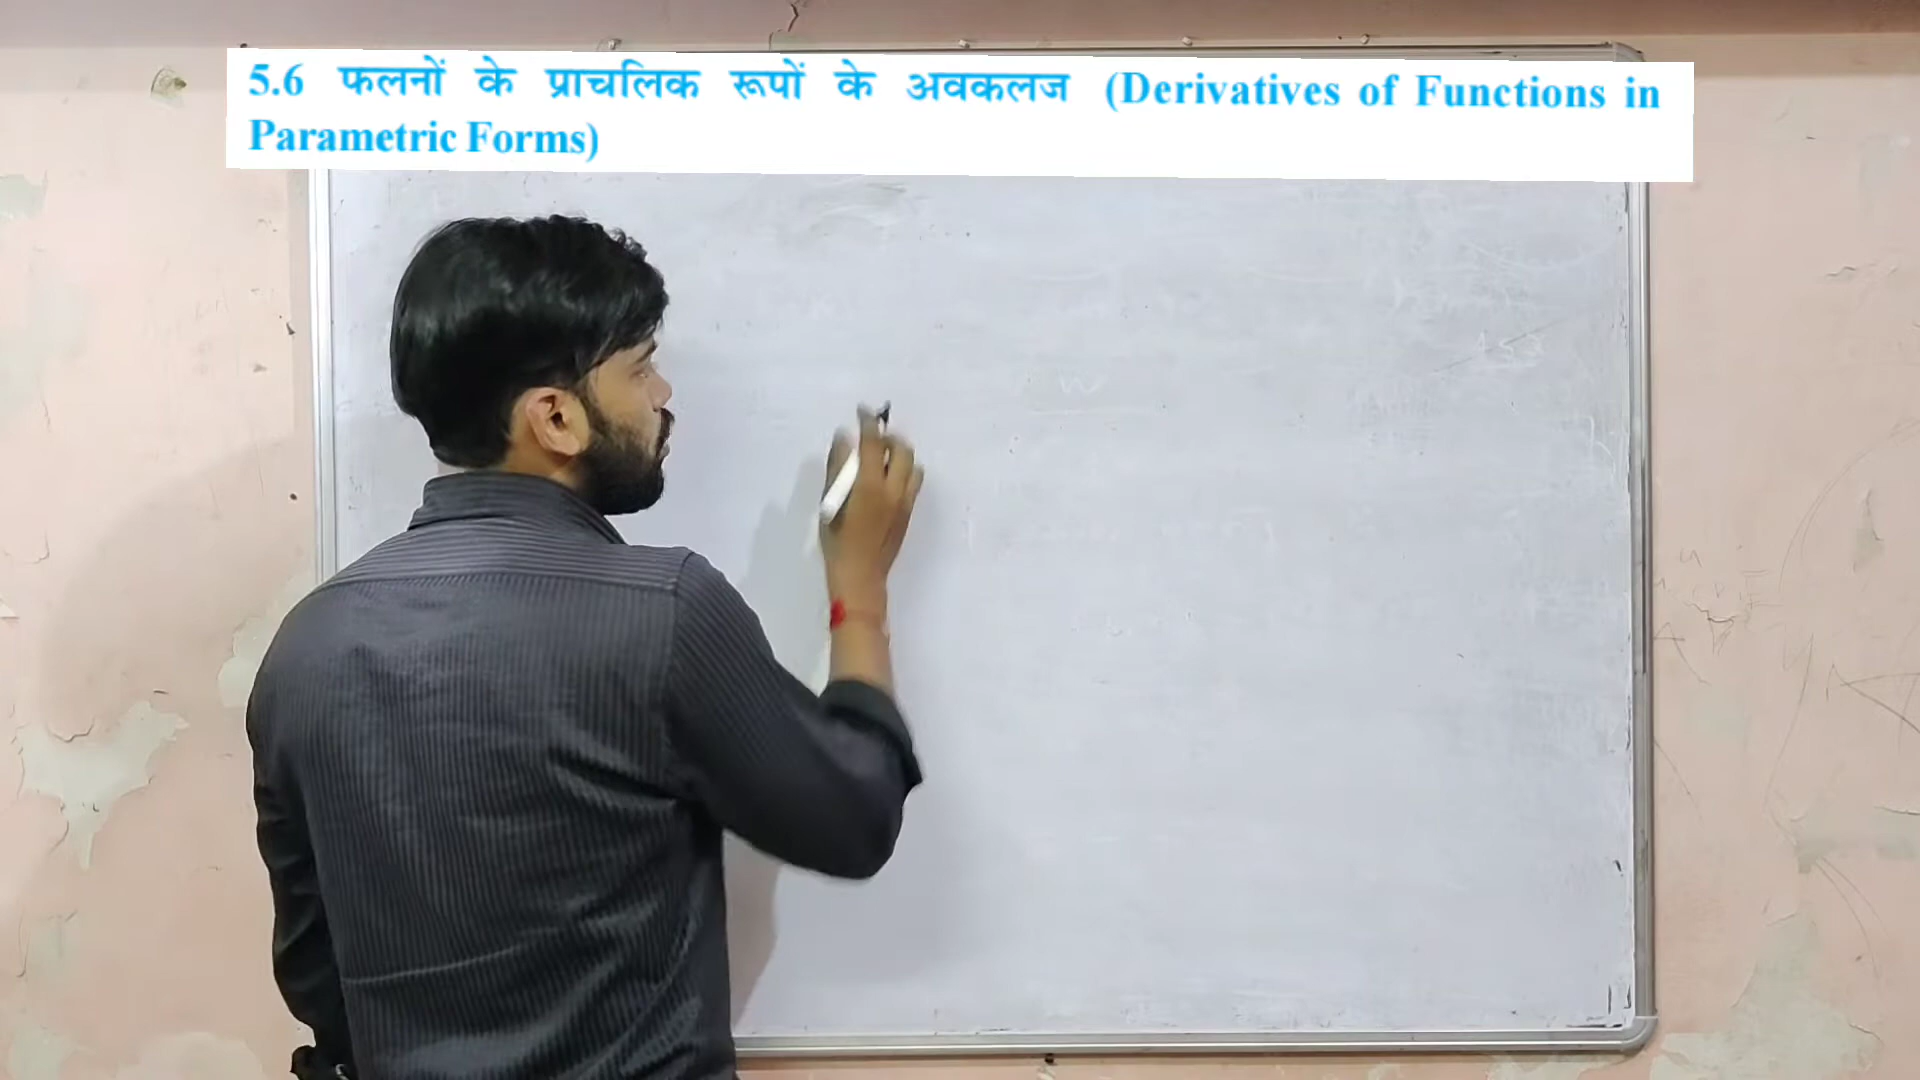 5.6 फलनों के प्राचलिक रूपों के अवकलज (Derivatives of Functions in
Parametric Forms)